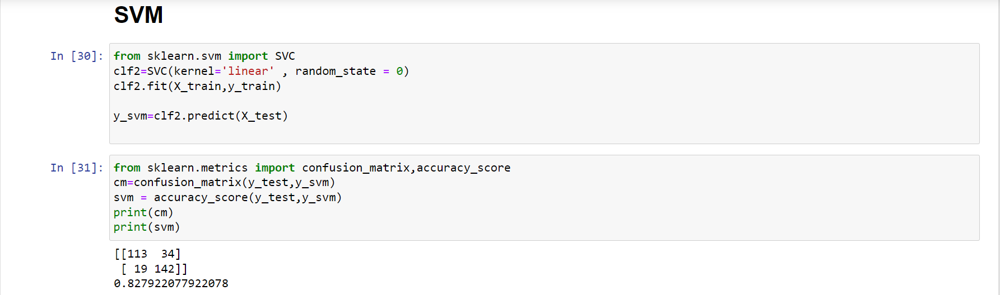 SVM
In [30]:
from sklearn.svm import SVC
clf2=SVC(kernel='linear' , random_state = 0)
clf2.fit(X_train,y_train)
y_svm=clf2.predict(X_test)
In [31]:
from sklearn.metrics import confusion_matrix,accuracy_score
cm=confusion_matrix(y_test,y_svm)
svm = accuracy_score(y_test,y_svm)
print(cm)
print(svm)
[[113  34]
 [ 19 142]]
0.827922077922078